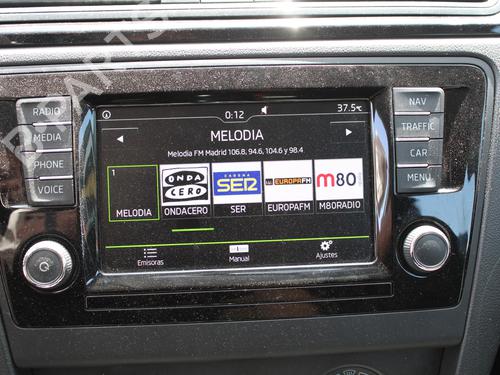 RADIO
MEDIA
PHONE
VOICE
0:12
37.5°C
MELODIA
Melodia FM Madrid 106.8, 94.6, 104.6 y 98.4
1
MELODIA
ONDA
CERO
ONDACERO
CADENA
SER
SER
EUROPAFM
EUROPAFM
m80
M80RADIO
Emisoras
Manual
Ajustes
NAV
TRAFFIC
CAR
MENU